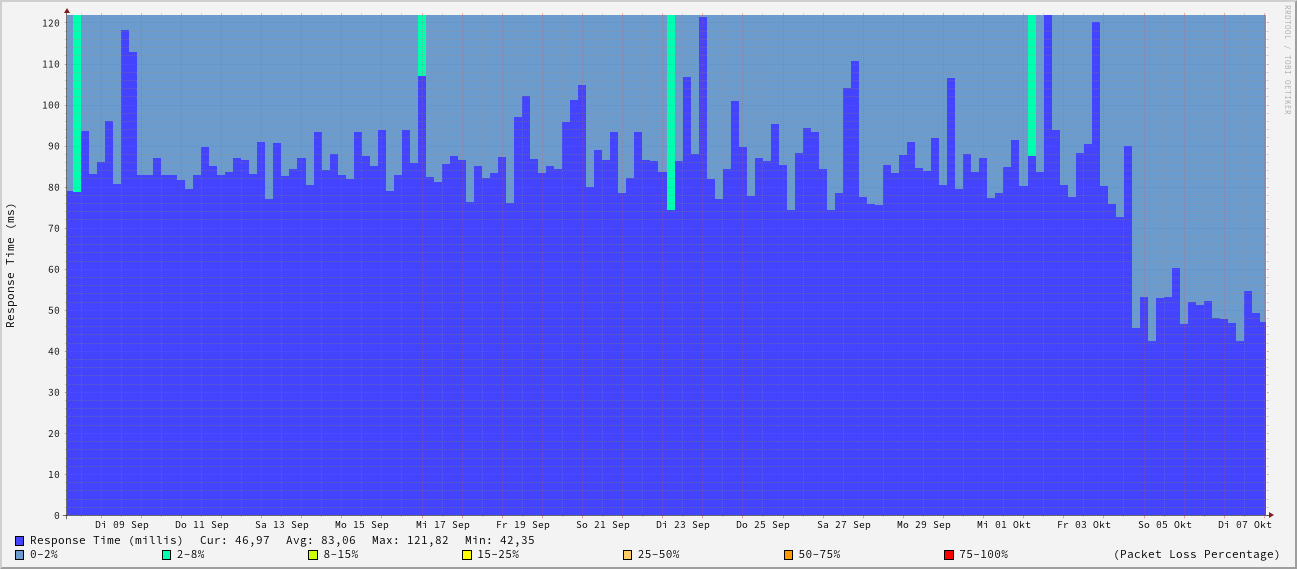 RRDTOOL / TOBI OETIKER
Response Time (ms)
120
110
100
90
80
70
60
50
40
30
20
10
0
Di 09 Sep Do 11 Sep Sa 13 Sep Mo 15 Sep Mi 17 Sep Fr 19 Sep So 21 Sep Di 23 Sep Do 25 Sep Sa 27 Sep Mo 29 Sep Mi 01 Okt Fr 03 Okt So 05 Okt Di 07 Okt
Response Time (millis) Cur: 46,97 Avg: 83,06 Max: 121,82 Min: 42,35
0-2% 2-8% 8-15% 15-25% 25-50% 50-75% 75-100% (Packet Loss Percentage)